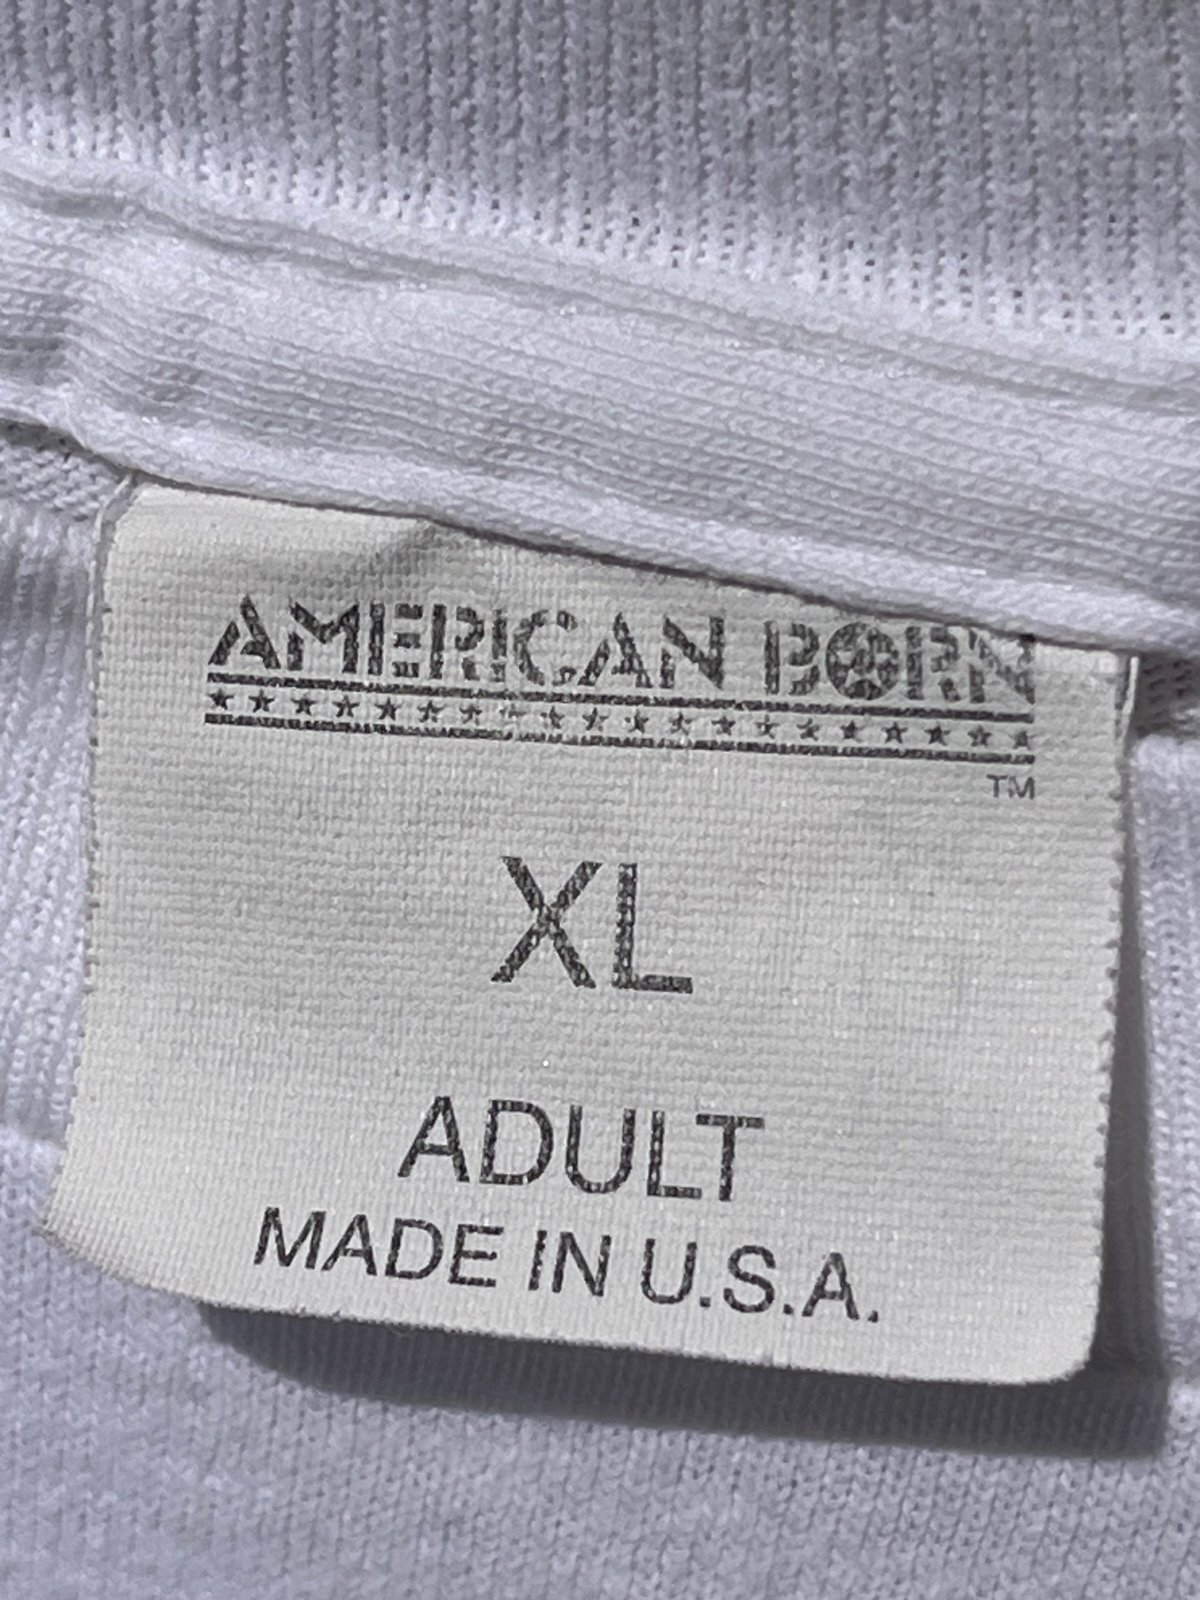 AMERICAN BORN
TM
XL
ADULT
MADE IN U.S.A.